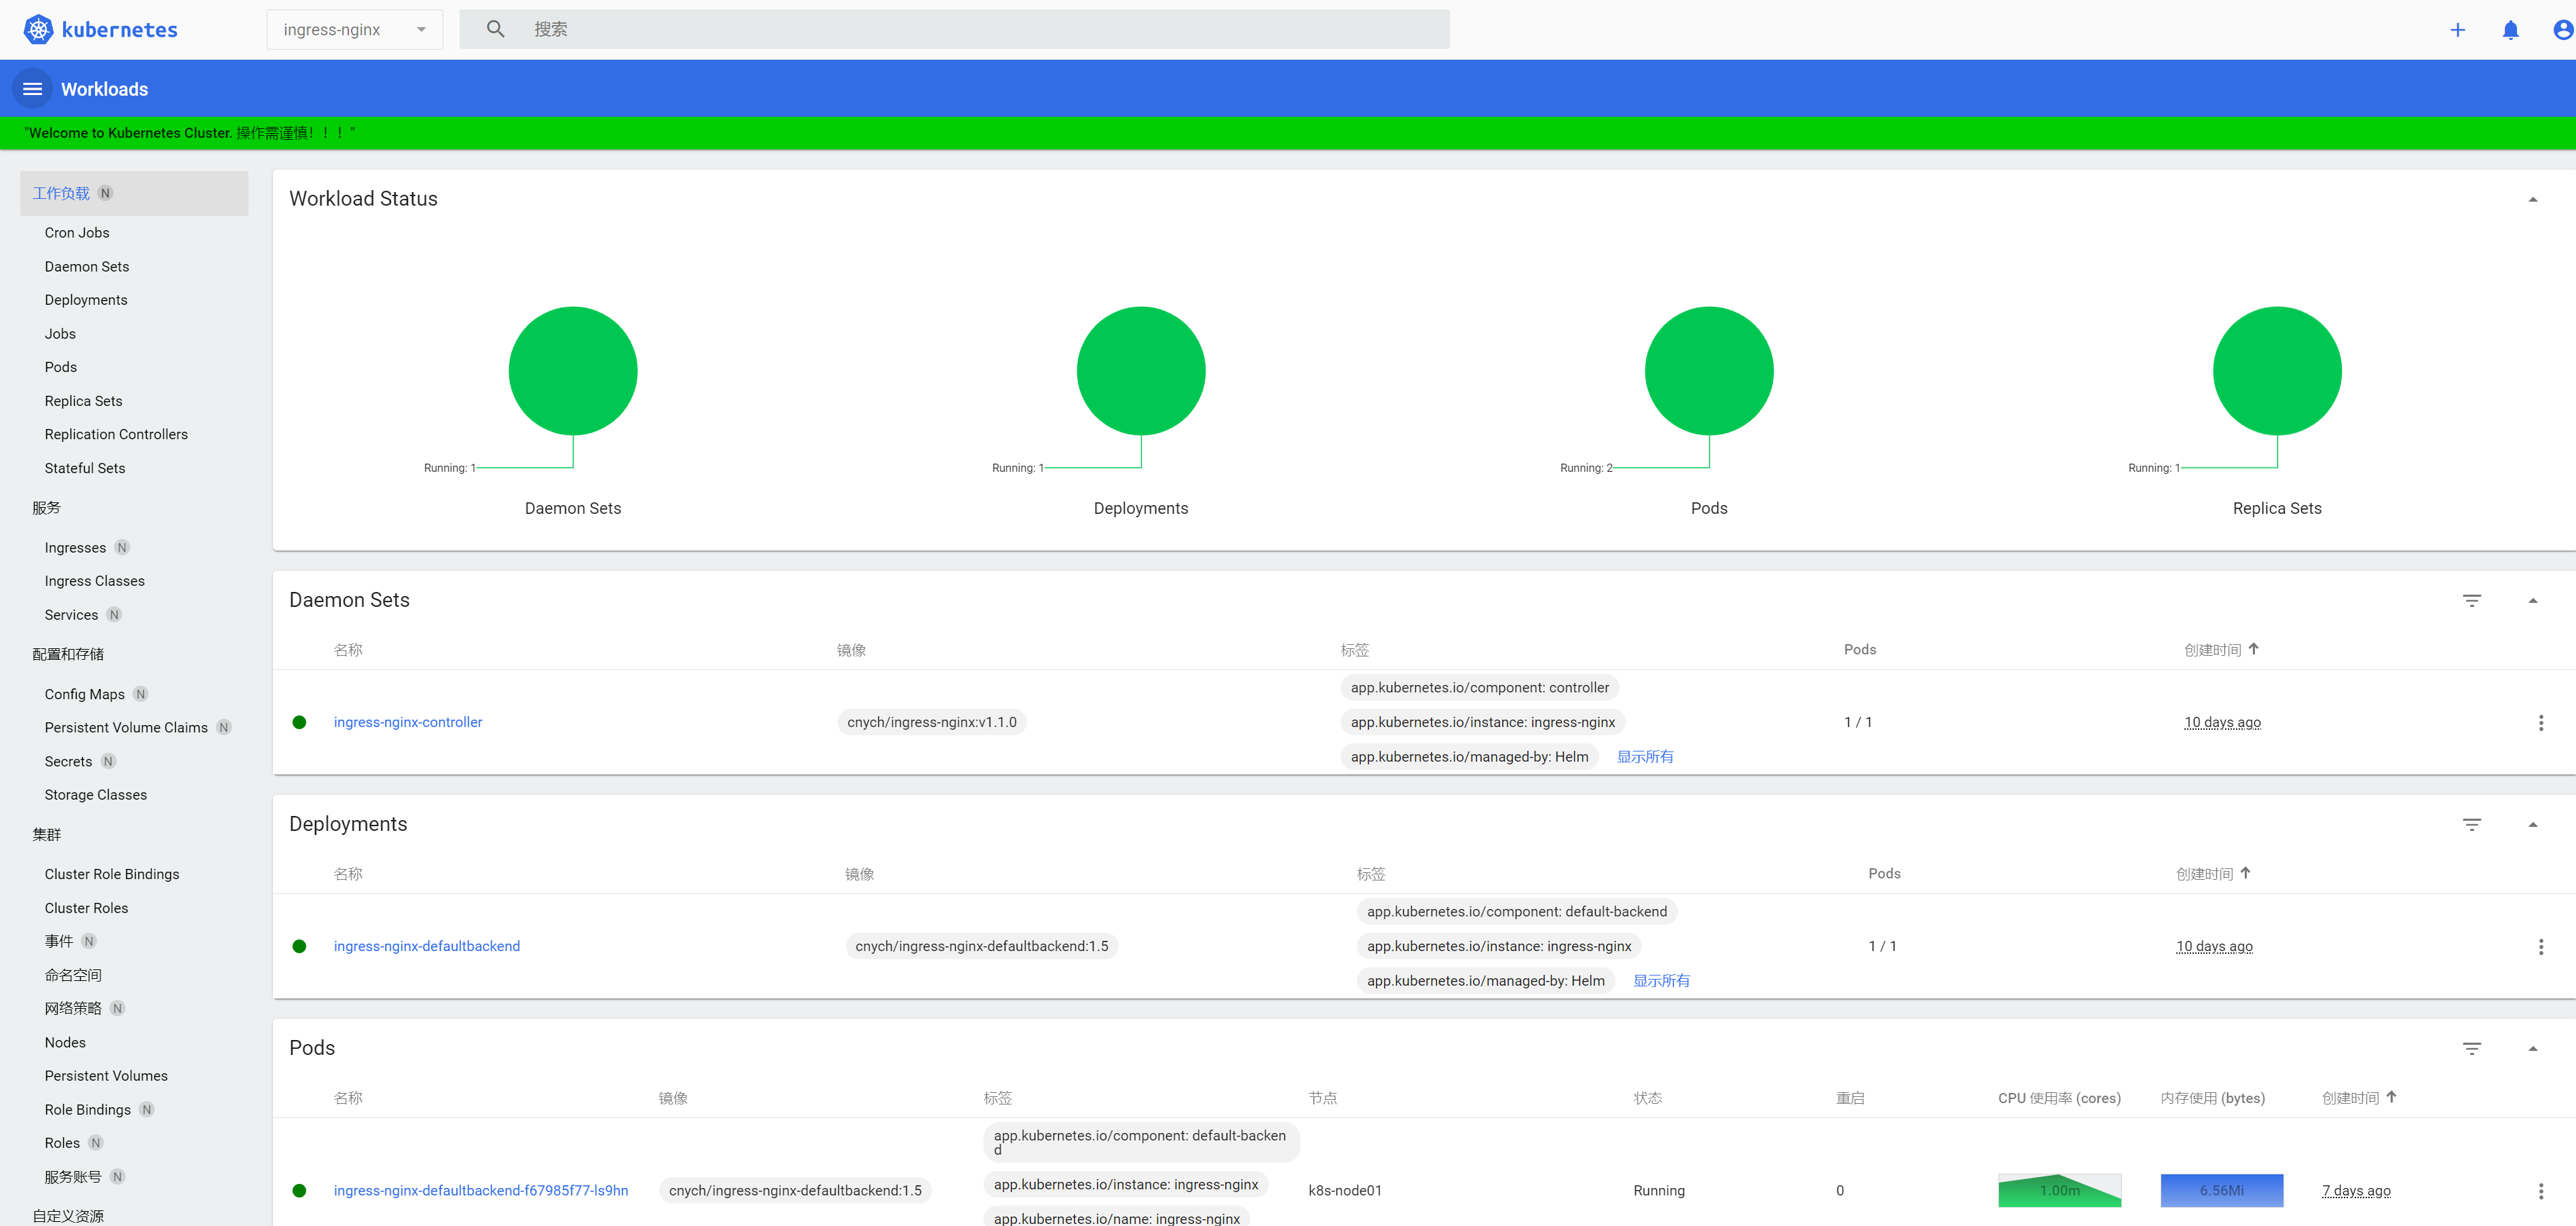 kubernetes
ingress-nginx
搜索
Workloads
"Welcome to Kubernetes Cluster. 操作需谨慎！！！"
工作负载 N
Cron Jobs
Daemon Sets
Deployments
Jobs
Pods
Replica Sets
Replication Controllers
Stateful Sets
服务
Ingresses N
Ingress Classes
Services N
配置和存储
Config Maps N
Persistent Volume Claims N
Secrets N
Storage Classes
集群
Cluster Role Bindings
Cluster Roles
事件 N
命名空间
网络策略 N
Nodes
Persistent Volumes
Role Bindings N
Roles N
服务账号 N
自定义资源
Workload Status
Running: 1
Daemon Sets
Running: 1
Deployments
Running: 2
Pods
Running: 1
Replica Sets
Daemon Sets
名称 镜像 标签 Pods 创建时间
ingress-nginx-controller
cnych/ingress-nginx:v1.1.0
app.kubernetes.io/component: controller
app.kubernetes.io/instance: ingress-nginx
app.kubernetes.io/managed-by: Helm 显示所有
1 / 1
10 days ago
Deployments
名称 镜像 标签 Pods 创建时间
ingress-nginx-defaultbackend
cnych/ingress-nginx-defaultbackend:1.5
app.kubernetes.io/component: default-backend
app.kubernetes.io/instance: ingress-nginx
app.kubernetes.io/managed-by: Helm 显示所有
1 / 1
10 days ago
Pods
名称 镜像 标签 节点 状态 重启 CPU 使用率 (cores) 内存使用 (bytes) 创建时间
ingress-nginx-defaultbackend-f67985f77-ls9hn
cnych/ingress-nginx-defaultbackend:1.5
app.kubernetes.io/component: default-backen
d
app.kubernetes.io/instance: ingress-nginx
app.kubernetes.io/name: ingress-nginx
k8s-node01
Running
0
1.00m
6.56Mi
7 days ago